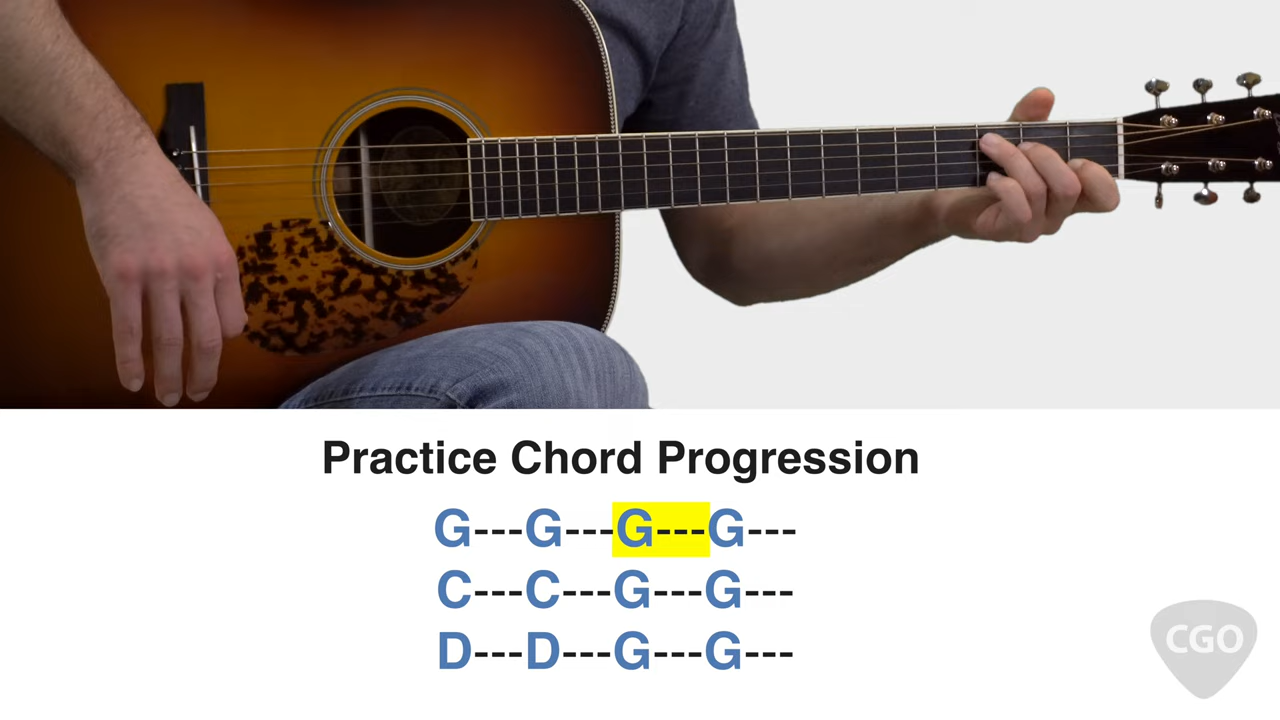 Practice Chord Progression
G---G---G---G---
C---C---G---G---
D---D---G---G---
CGO